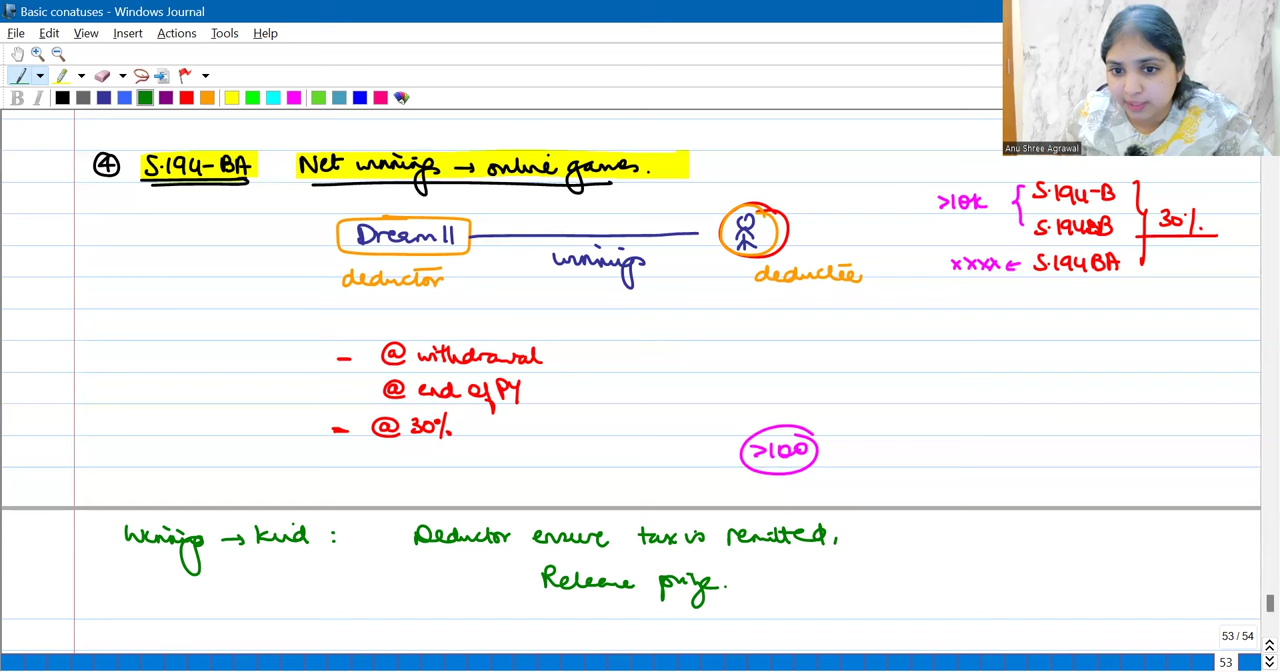 Basic conatuses - Windows Journal
File Edit View Insert Actions Tools Help
B I
Anu Shree Agrawal
④ S.194-BA Net winnings → online games.
>10k S.194-B
S.194BB 30%
xxxx ← S.194BA
Dream 11
winnings
deductor
deductee
- @ withdrawal
@ end of PY
- @ 30%
>100
Winnings → Kind : Deductor ensure tax is remitted,
Release prize.
53 / 54
53